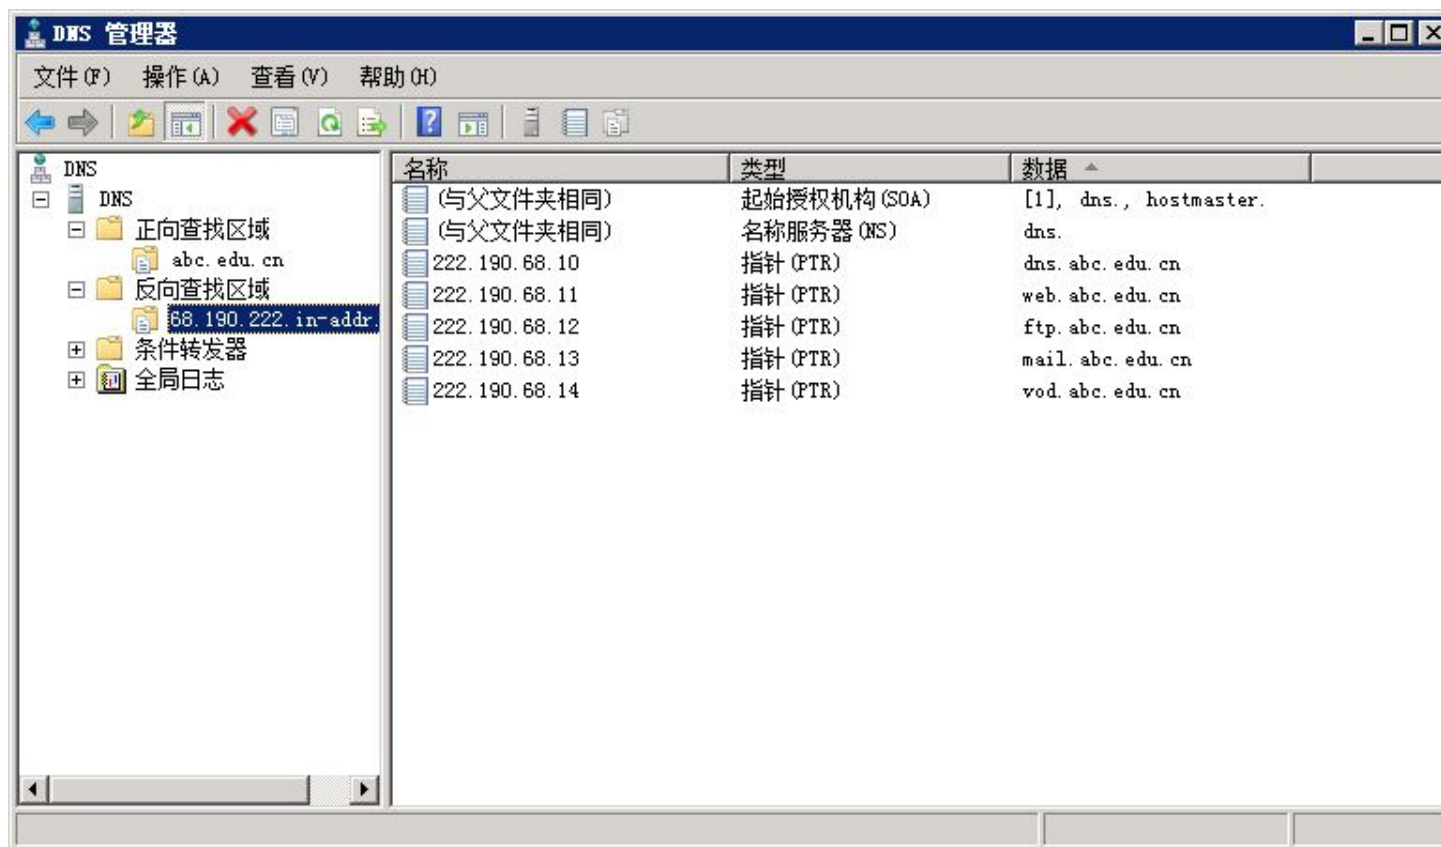 DNS 管理器
文件(F) 操作(A) 查看(V) 帮助(H)
DNS
DNS
正向查找区域
abc.edu.cn
反向查找区域
68.190.222.in-addr.
条件转发器
全局日志
名称 类型 数据
(与父文件夹相同) 起始授权机构(SOA) [1], dns., hostmaster.
(与父文件夹相同) 名称服务器(NS) dns.
222.190.68.10 指针(PTR) dns.abc.edu.cn
222.190.68.11 指针(PTR) web.abc.edu.cn
222.190.68.12 指针(PTR) ftp.abc.edu.cn
222.190.68.13 指针(PTR) mail.abc.edu.cn
222.190.68.14 指针(PTR) vod.abc.edu.cn